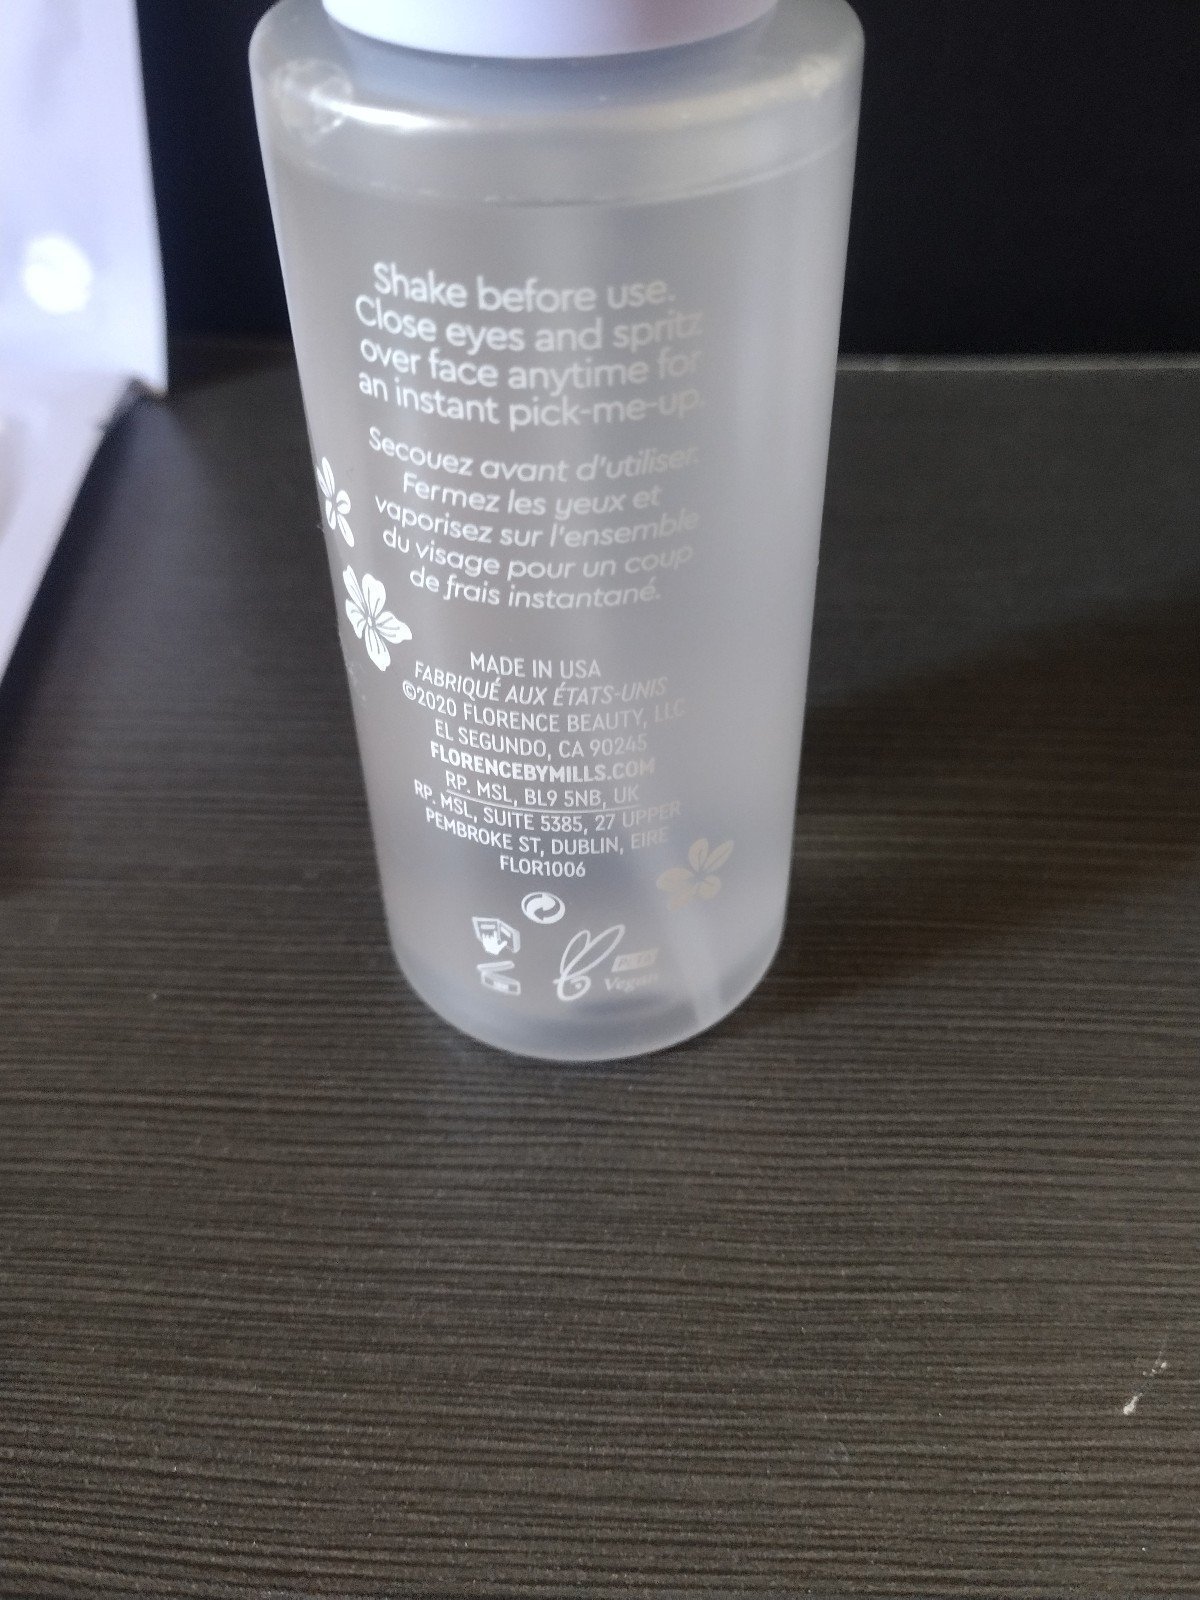 Shake before use.
Close eyes and spritz
over face anytime for
an instant pick-me-up.
Secouez avant d'utiliser.
Fermez les yeux et
vaporisez sur l'ensemble
du visage pour un coup
de frais instantané.
MADE IN USA
FABRIQUÉ AUX ÉTATS-UNIS
©2020 FLORENCE BEAUTY, LLC
EL SEGUNDO, CA 90245
FLORENCEBYMILLS.COM
RP. MSL, BL9 5NB, UK
RP. MSL, SUITE 5385, 27 UPPER
PEMBROKE ST, DUBLIN, EIRE
FLOR1006
Vegan